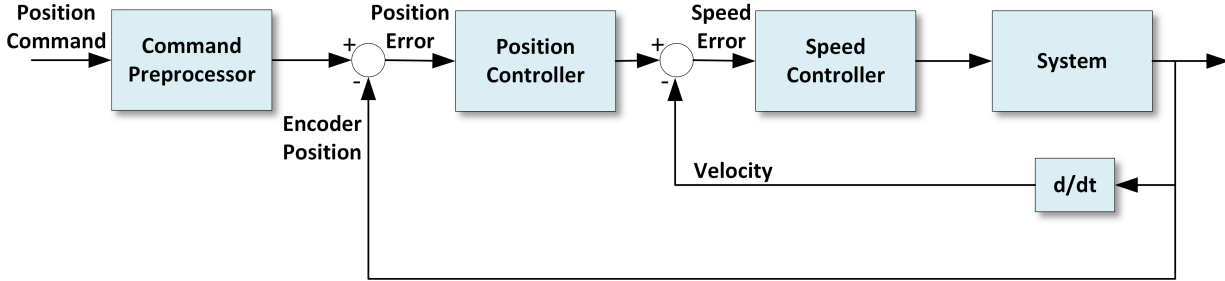 Position
Command
Command
Preprocessor
+
-
Position
Error
Encoder
Position
Position
Controller
+
-
Speed
Error
Speed
Controller
System
Velocity
d/dt